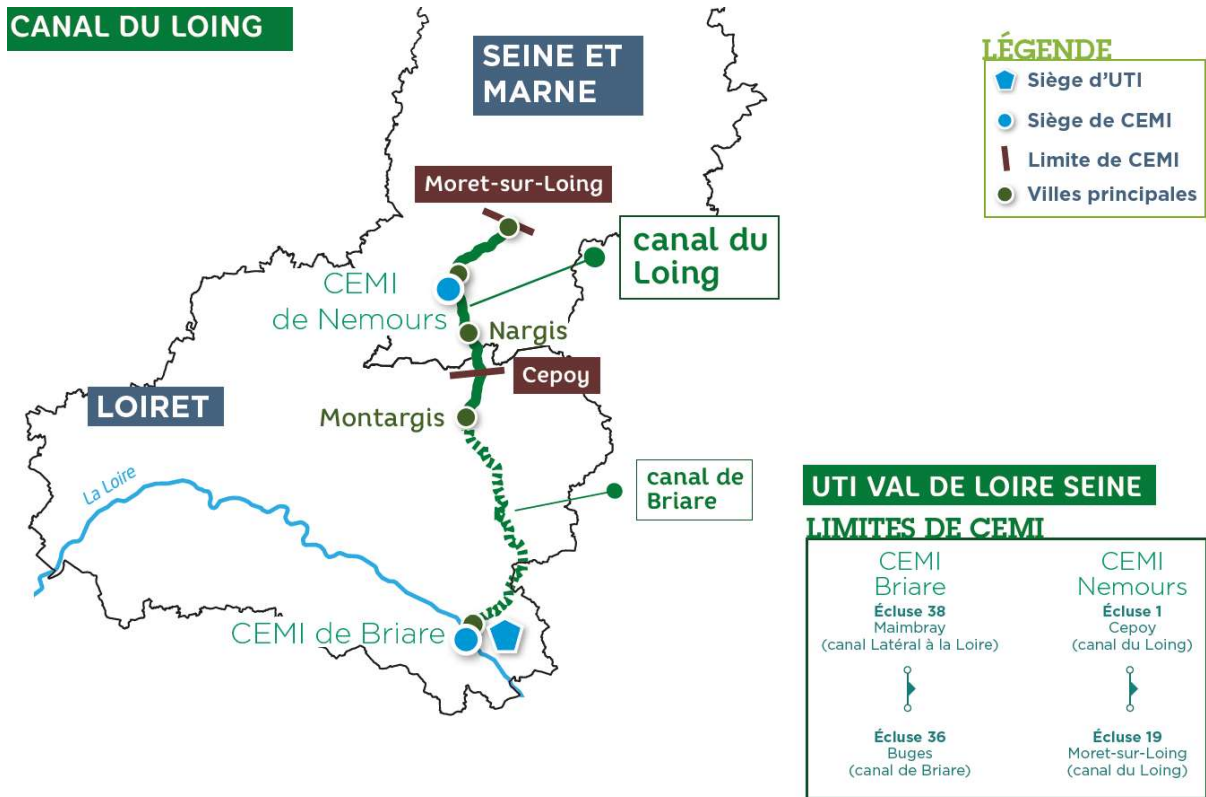 CANAL DU LOING
SEINE ET
MARNE
LÉGENDE
Siège d'UTI
Siège de CEMI
Limite de CEMI
Villes principales
Moret-sur-Loing
canal du
Loing
CEMI
de Nemours
Nargis
Cepoy
LOIRET
Montargis
La Loire
canal de
Briare
CEMI de Briare
UTI VAL DE LOIRE SEINE
LIMITES DE CEMI
CEMI
Briare
Écluse 38
Maimbray
(canal Latéral à la Loire)
Écluse 36
Buges
(canal de Briare)
CEMI
Nemours
Écluse 1
Cepoy
(canal du Loing)
Écluse 19
Moret-sur-Loing
(canal du Loing)